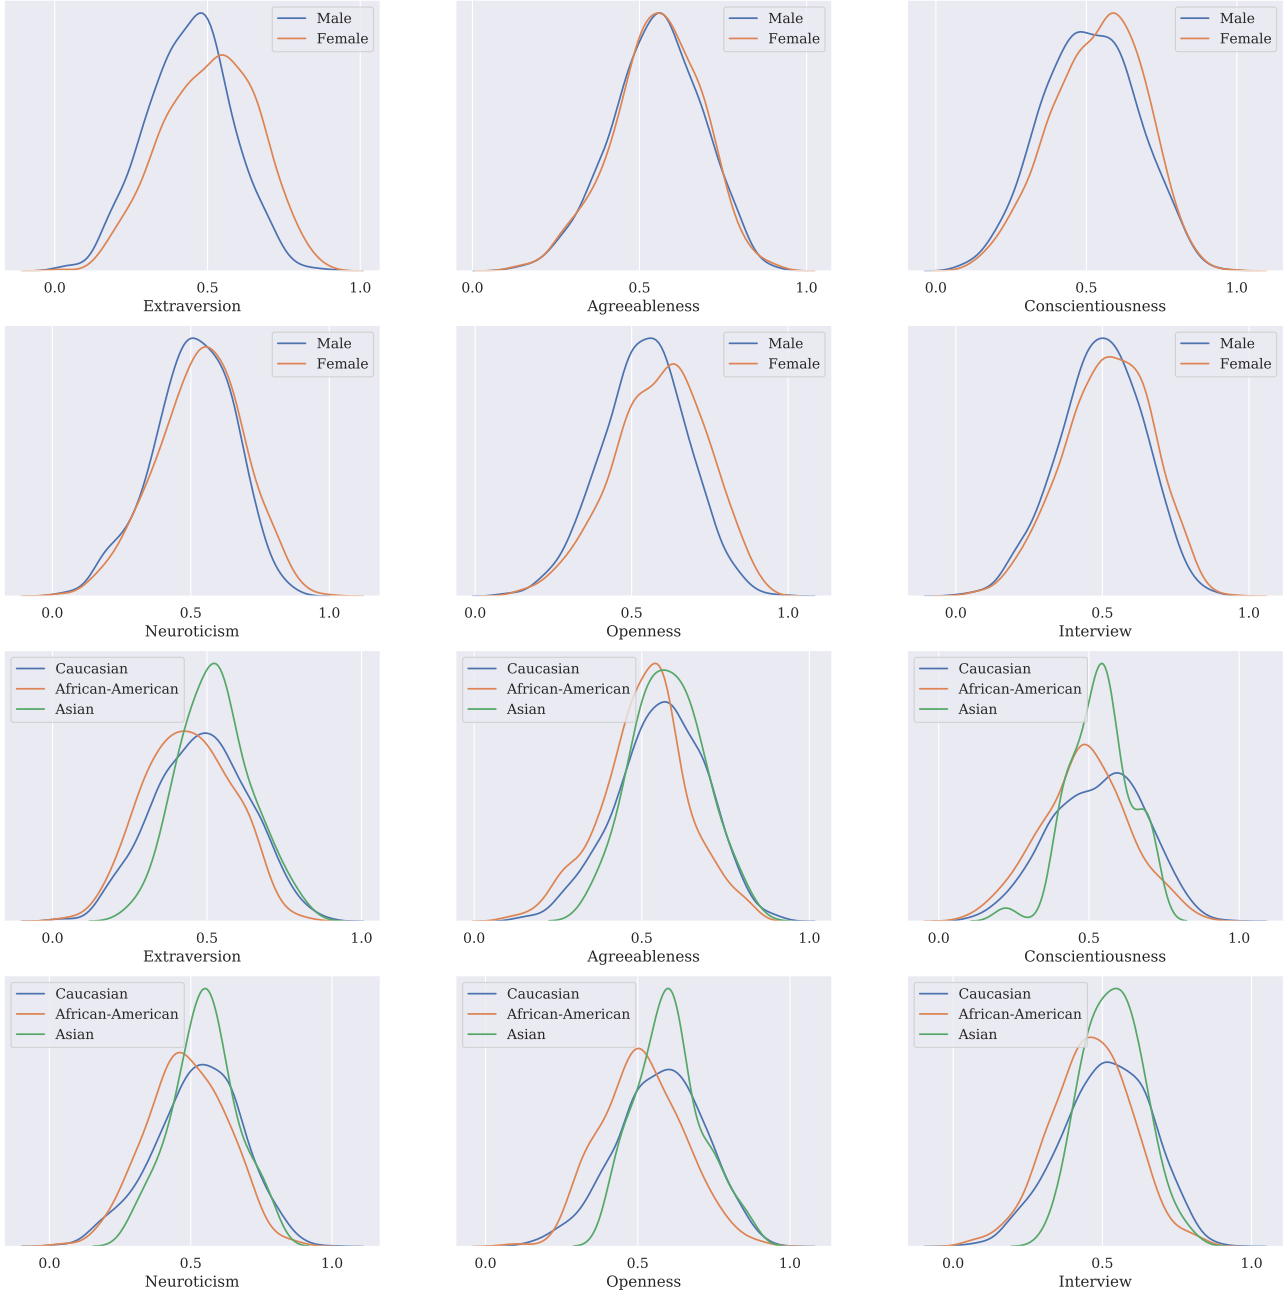 Male
Female
0.0 0.5 1.0
Extraversion
Male
Female
0.0 0.5 1.0
Agreeableness
Male
Female
0.0 0.5 1.0
Conscientiousness
Male
Female
0.0 0.5 1.0
Neuroticism
Male
Female
0.0 0.5 1.0
Openness
Male
Female
0.0 0.5 1.0
Interview
Caucasian
African-American
Asian
0.0 0.5 1.0
Extraversion
Caucasian
African-American
Asian
0.0 0.5 1.0
Agreeableness
Caucasian
African-American
Asian
0.0 0.5 1.0
Conscientiousness
Caucasian
African-American
Asian
0.0 0.5 1.0
Neuroticism
Caucasian
African-American
Asian
0.0 0.5 1.0
Openness
Caucasian
African-American
Asian
0.0 0.5 1.0
Interview